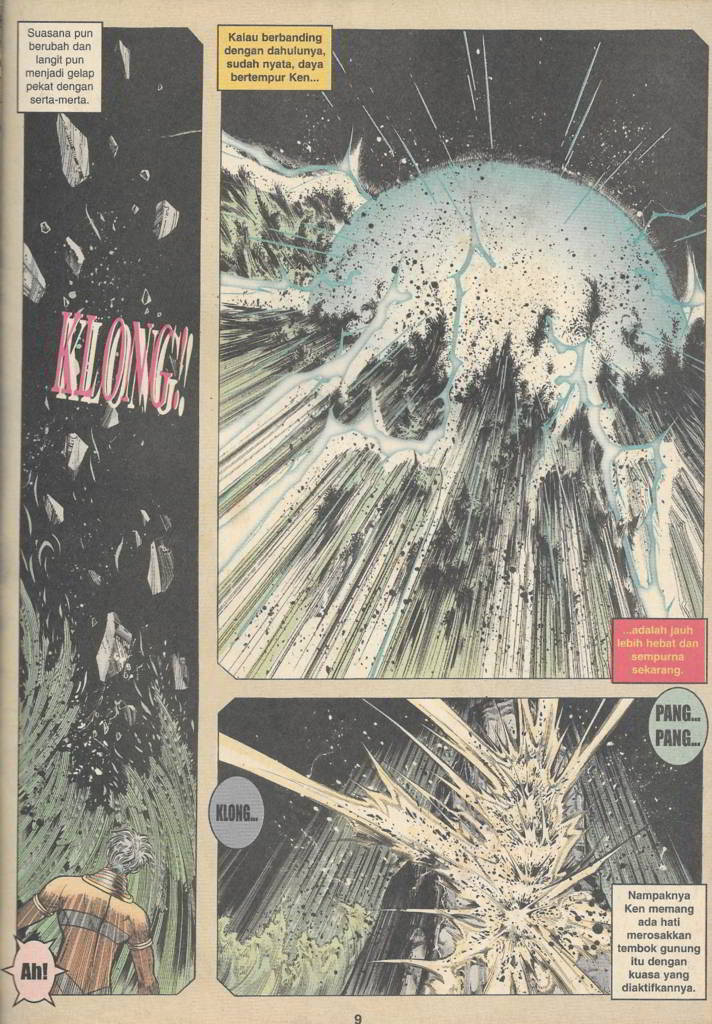 Suasana pun
berubah dan
langit pun
menjadi gelap
pekat dengan
serta-merta.
KLONG!!
Ah!
Kalau berbanding
dengan dahulunya,
sudah nyata, daya
bertempur Ken...
...adalah jauh
lebih hebat dan
sempurna
sekarang.
PANG...
PANG...
KLONG...
Nampaknya
Ken memang
ada hati
merosakkan
tembok gunung
itu dengan
kuasa yang
diaktifkannya.
9